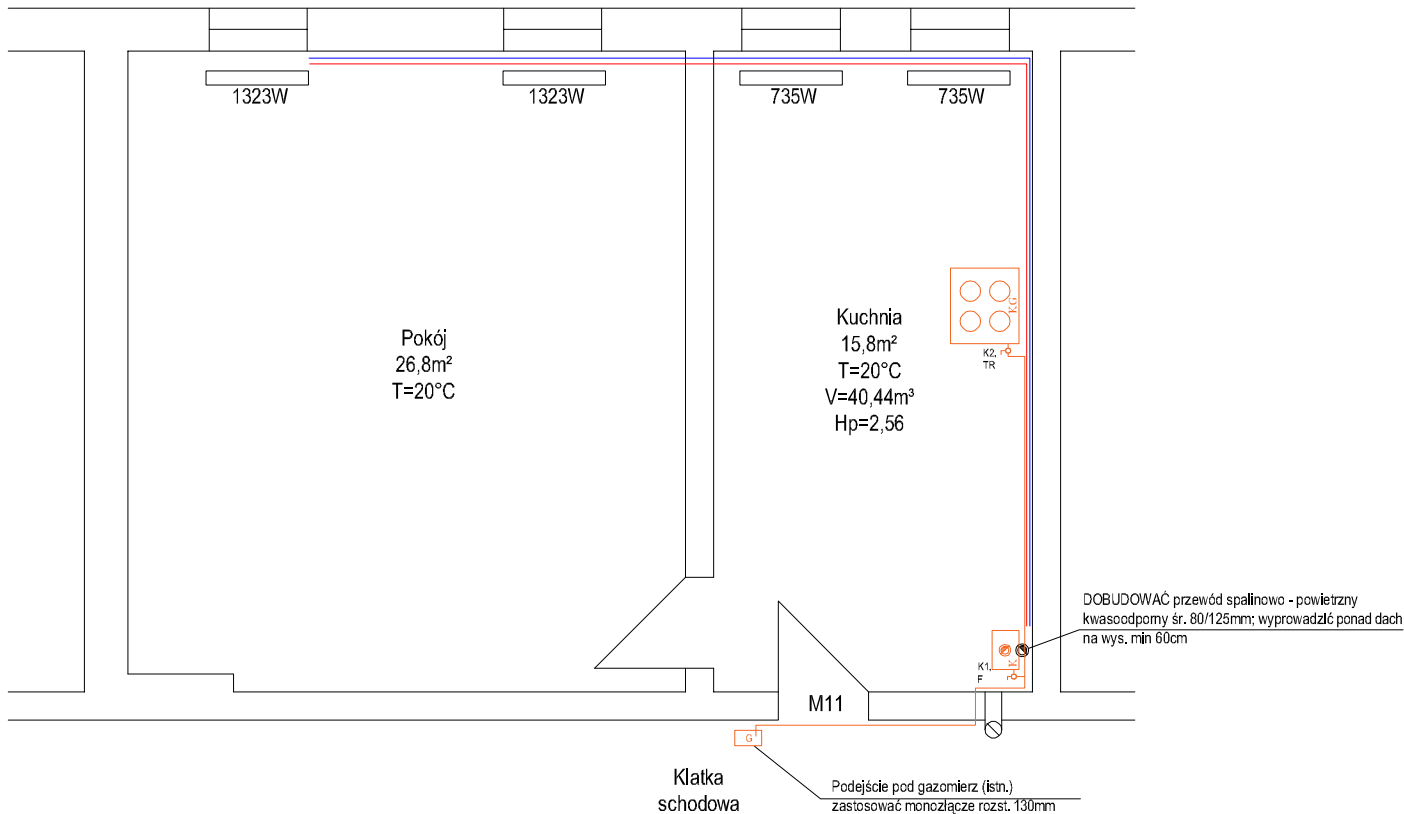 1323W
1323W
735W
735W
Pokój
26,8m²
T=20°C
Kuchnia
15,8m²
T=20°C
V=40,44m³
Hp=2,56
KG
K2,
TR
DOBUDOWAĆ przewód spalinowo - powietrzny
kwasoodporny śr. 80/125mm; wyprowadzić ponad dach
na wys. min 60cm
K
K1,
F
M11
G
Klatka
schodowa
Podejście pod gazomierz (istn.)
zastosować monozłącze rozst. 130mm